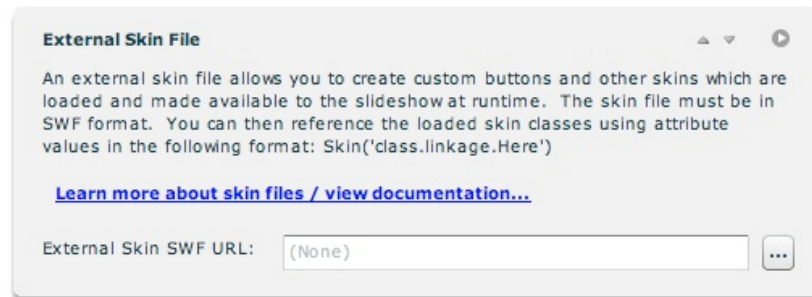 External Skin File
An external skin file allows you to create custom buttons and other skins which are
loaded and made available to the slideshow at runtime. The skin file must be in
SWF format. You can then reference the loaded skin classes using attribute
values in the following format: Skin('class.linkage.Here')
Learn more about skin files / view documentation...
External Skin SWF URL: (None) ...